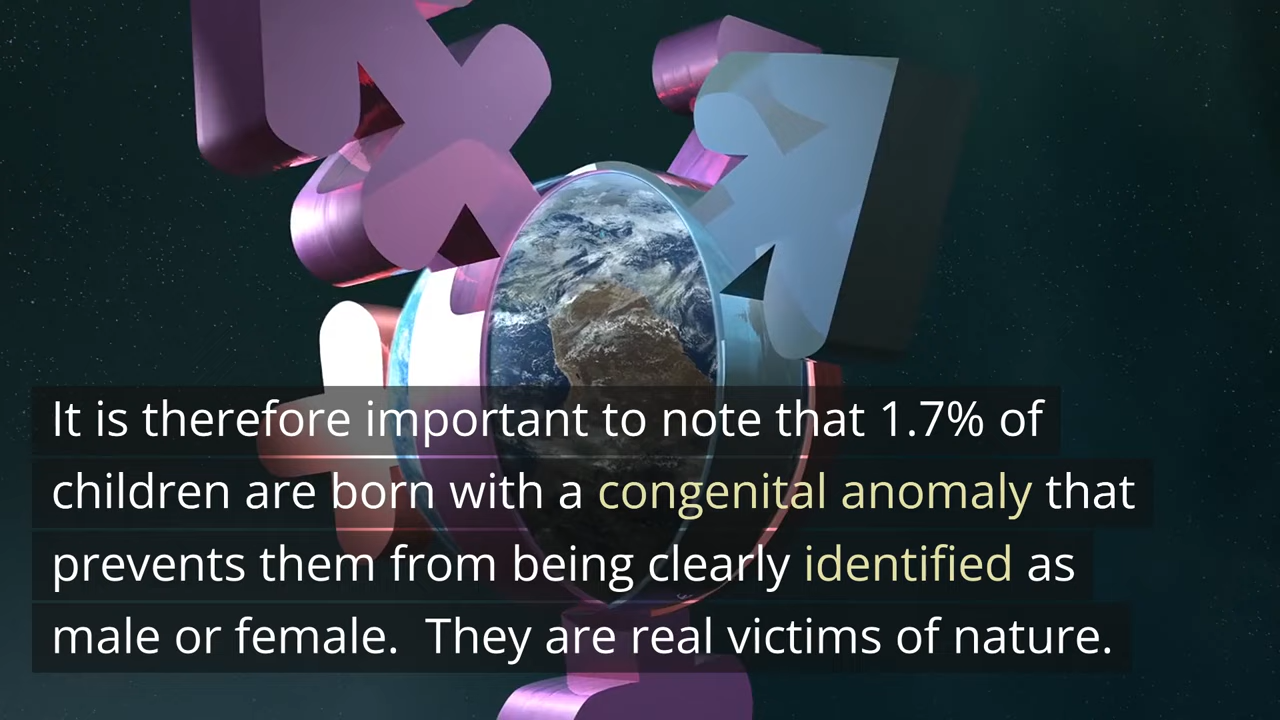 It is therefore important to note that 1.7% of
children are born with a congenital anomaly that
prevents them from being clearly identified as
male or female.  They are real victims of nature.